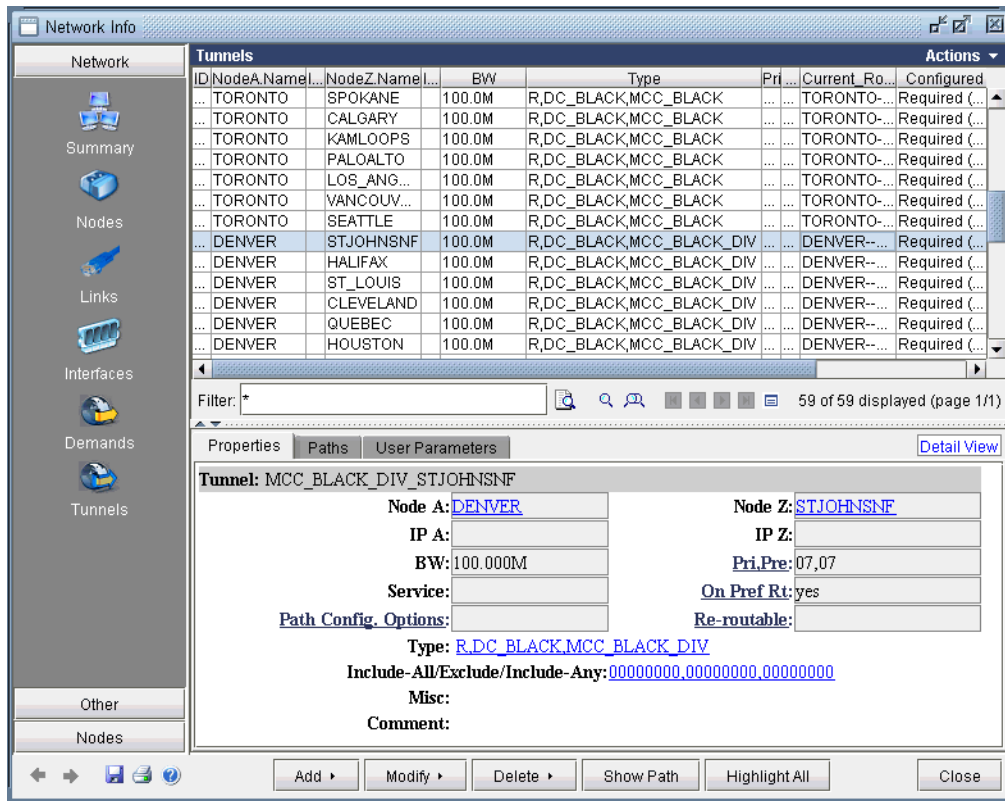 Network Info
Network
Summary
Nodes
Links
Interfaces
Demands
Tunnels
Other
Nodes
Tunnels Actions
ID NodeA.Name I... NodeZ.Name I... BW Type Pri ... Current_Ro... Configured
... TORONTO SPOKANE 100.0M R,DC_BLACK,MCC_BLACK ... ... TORONTO-... Required (...
... TORONTO CALGARY 100.0M R,DC_BLACK,MCC_BLACK ... ... TORONTO-... Required (...
... TORONTO KAMLOOPS 100.0M R,DC_BLACK,MCC_BLACK ... ... TORONTO-... Required (...
... TORONTO PALOALTO 100.0M R,DC_BLACK,MCC_BLACK ... ... TORONTO-... Required (...
... TORONTO LOS_ANG... 100.0M R,DC_BLACK,MCC_BLACK ... ... TORONTO-... Required (...
... TORONTO VANCOUV... 100.0M R,DC_BLACK,MCC_BLACK ... ... TORONTO-... Required (...
... TORONTO SEATTLE 100.0M R,DC_BLACK,MCC_BLACK ... ... TORONTO-... Required (...
... DENVER STJOHNSNF 100.0M R,DC_BLACK,MCC_BLACK_DIV ... ... DENVER--... Required (...
... DENVER HALIFAX 100.0M R,DC_BLACK,MCC_BLACK_DIV ... ... DENVER--... Required (...
... DENVER ST_LOUIS 100.0M R,DC_BLACK,MCC_BLACK_DIV ... ... DENVER--... Required (...
... DENVER CLEVELAND 100.0M R,DC_BLACK,MCC_BLACK_DIV ... ... DENVER--... Required (...
... DENVER QUEBEC 100.0M R,DC_BLACK,MCC_BLACK_DIV ... ... DENVER--... Required (...
... DENVER HOUSTON 100.0M R,DC_BLACK,MCC_BLACK_DIV ... ... DENVER--... Required (...
Filter: * 59 of 59 displayed (page 1/1)
Properties Paths User Parameters Detail View
Tunnel: MCC_BLACK_DIV_STJOHNSNF
Node A: DENVER Node Z: STJOHNSNF
IP A: IP Z:
BW: 100.000M Pri,Pre: 07,07
Service: On Pref Rt: yes
Path Config. Options: Re-routable:
Type: R,DC_BLACK,MCC_BLACK_DIV
Include-All/Exclude/Include-Any: 00000000,00000000,00000000
Misc:
Comment:
Add Modify Delete Show Path Highlight All Close